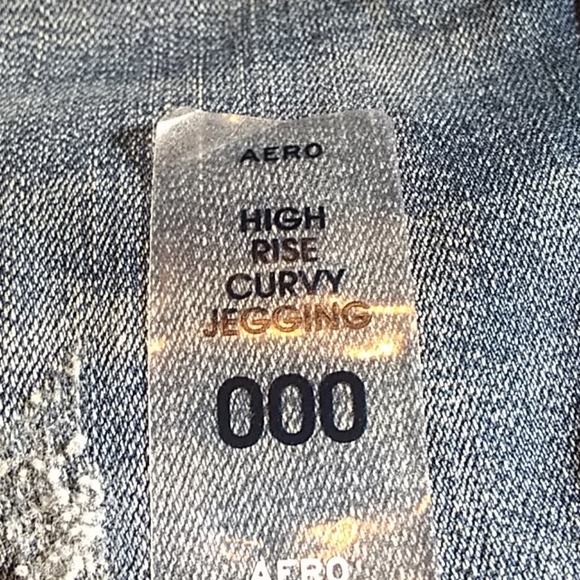 AERO
HIGH
RISE
CURVY
JEGGING
000
AERO